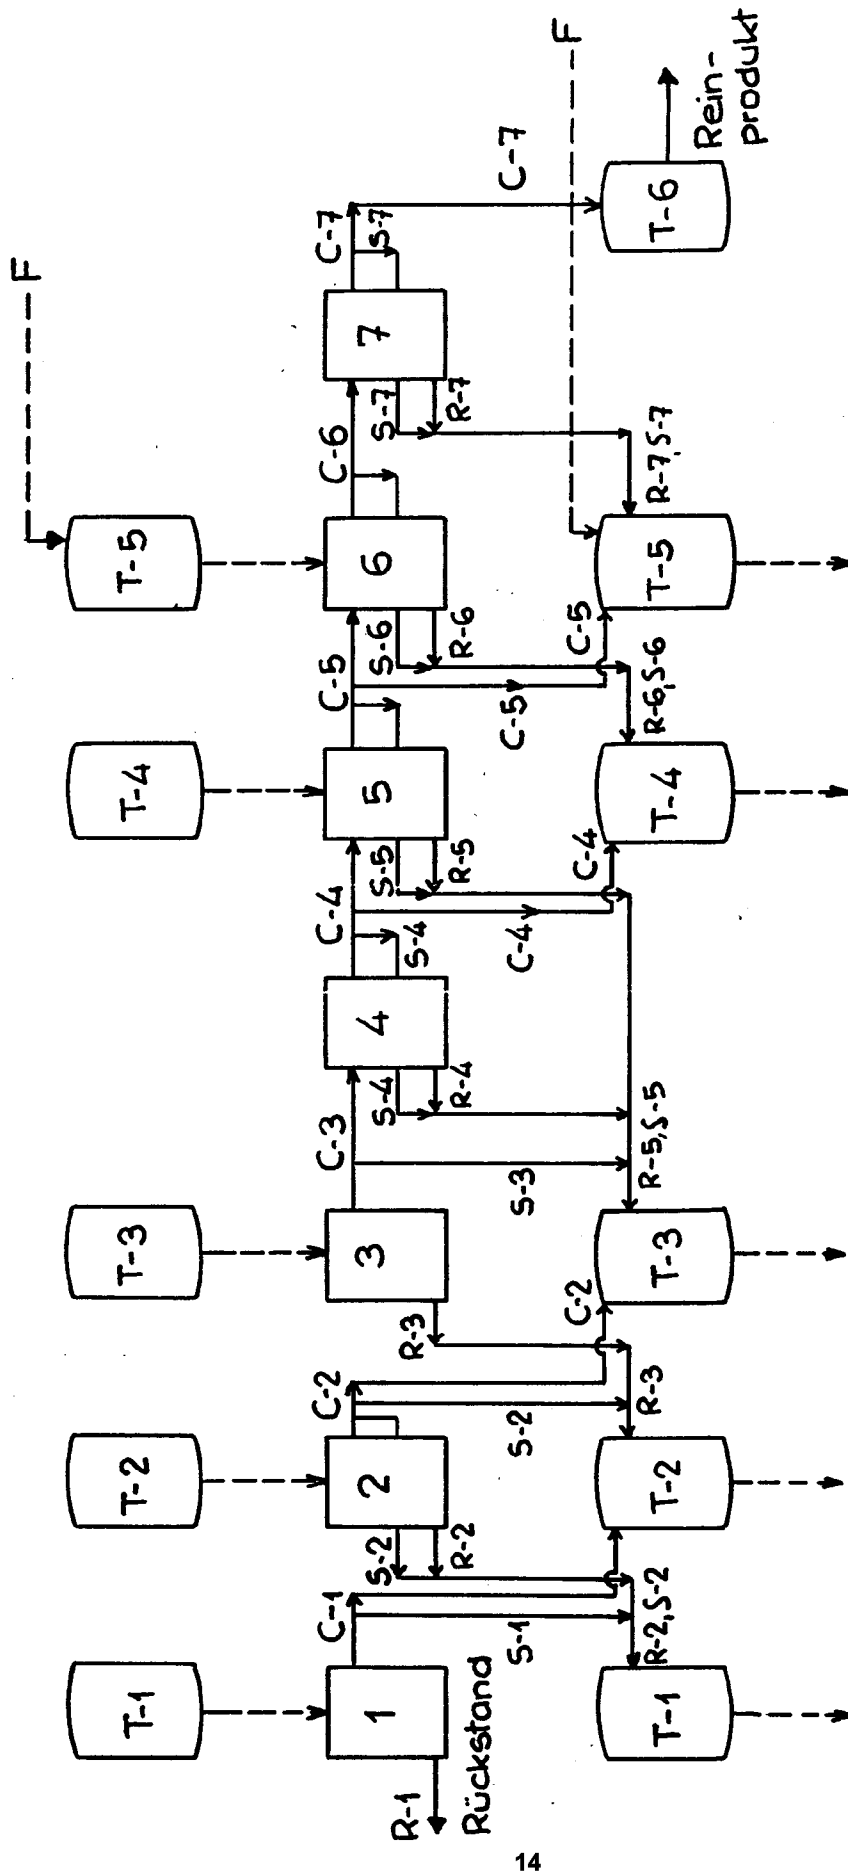 F
T-1
T-2
T-3
T-4
T-5
R-1
Rückstand
1
C-1
S-1
S-2
R-2
2
C-2
S-2
R-3
3
C-3
S-3
S-4
R-4
4
C-4
S-4
C-4
S-5
R-5
5
C-5
C-5
S-6
R-6
6
C-6
S-7
R-7
7
C-7
S-7
C-7
F
T-1
R-2, S-2
T-2
R-3
C-2
T-3
R-5, S-5
C-4
T-4
R-6, S-6
C-5
T-5
R-7, S-7
T-6
Rein-
produkt
14